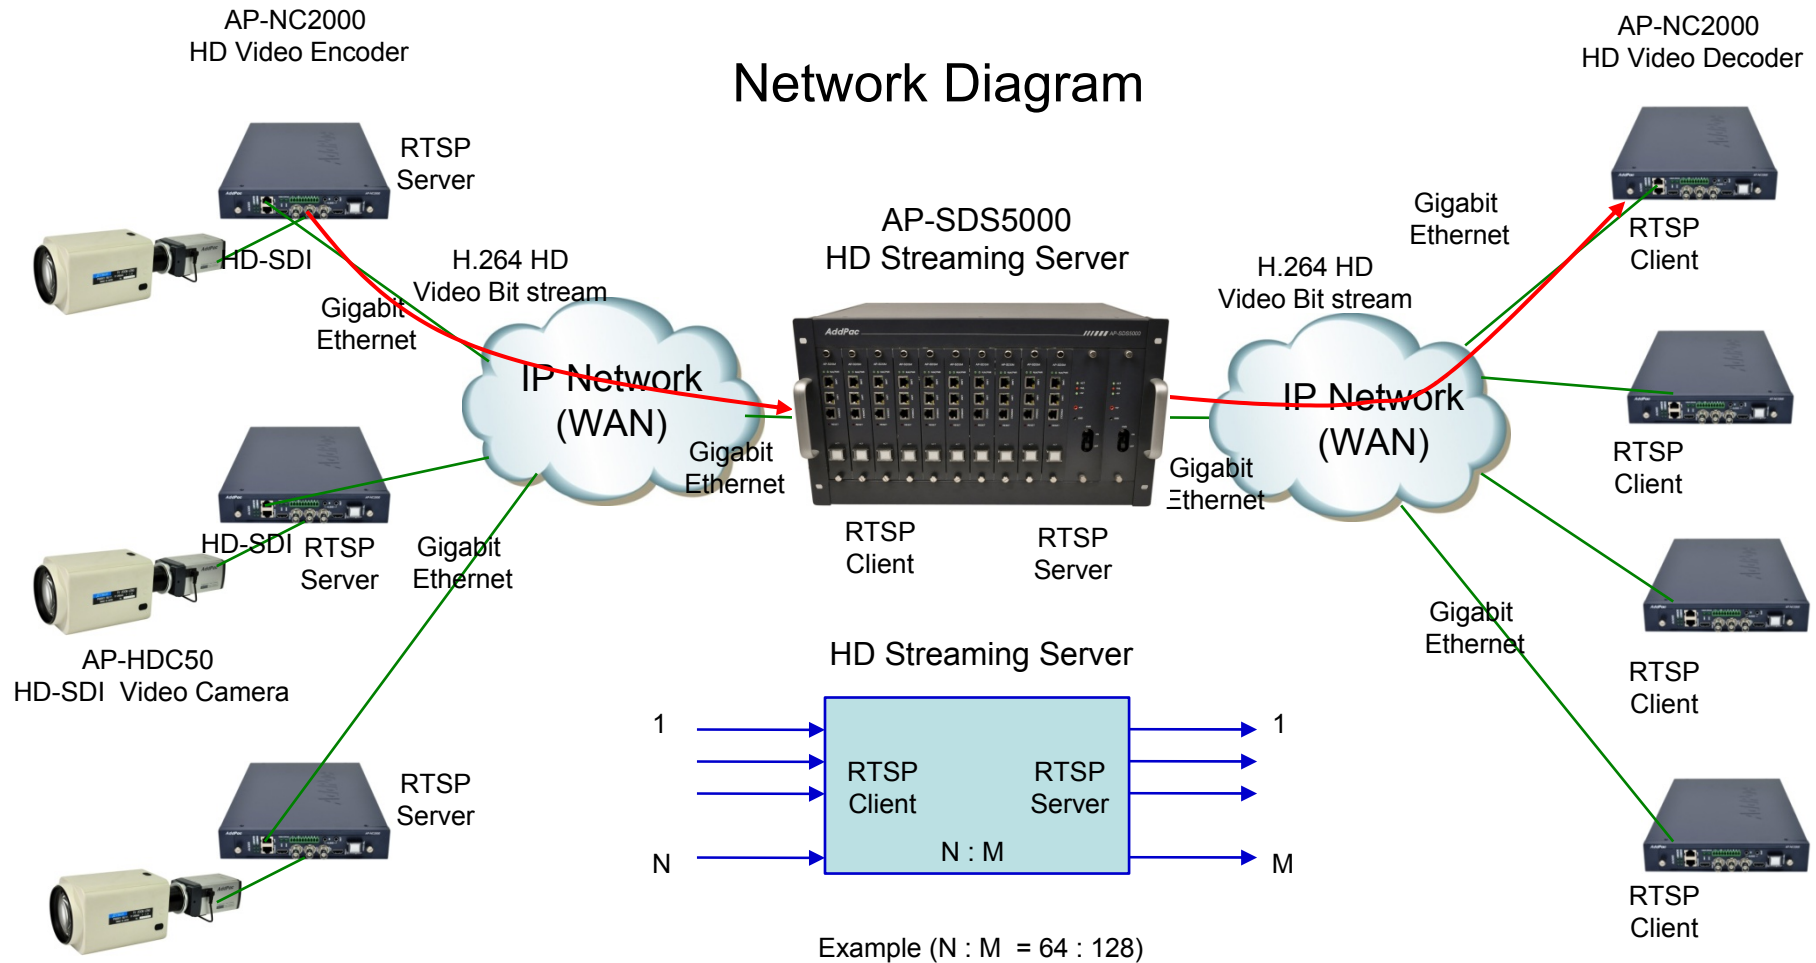 AP-NC2000
HD Video Encoder
Network Diagram
AP-NC2000
HD Video Decoder
RTSP
Server
HD-SDI
Gigabit
Ethernet
H.264 HD
Video Bit stream
IP Network
(WAN)
Gigabit
Ethernet
AP-SDS5000
HD Streaming Server
AddPac
AP-SDS5000
RTSP
Client
RTSP
Server
H.264 HD
Video Bit stream
IP Network
(WAN)
Gigabit
Ethernet
Gigabit
Ethernet
RTSP
Client
RTSP
Client
RTSP
Client
Gigabit
Ethernet
RTSP
Client
HD-SDI
RTSP
Server
Gigabit
Ethernet
AP-HDC50
HD-SDI Video Camera
RTSP
Server
HD Streaming Server
1
N
RTSP
Client
RTSP
Server
N : M
1
M
Example (N : M = 64 : 128)